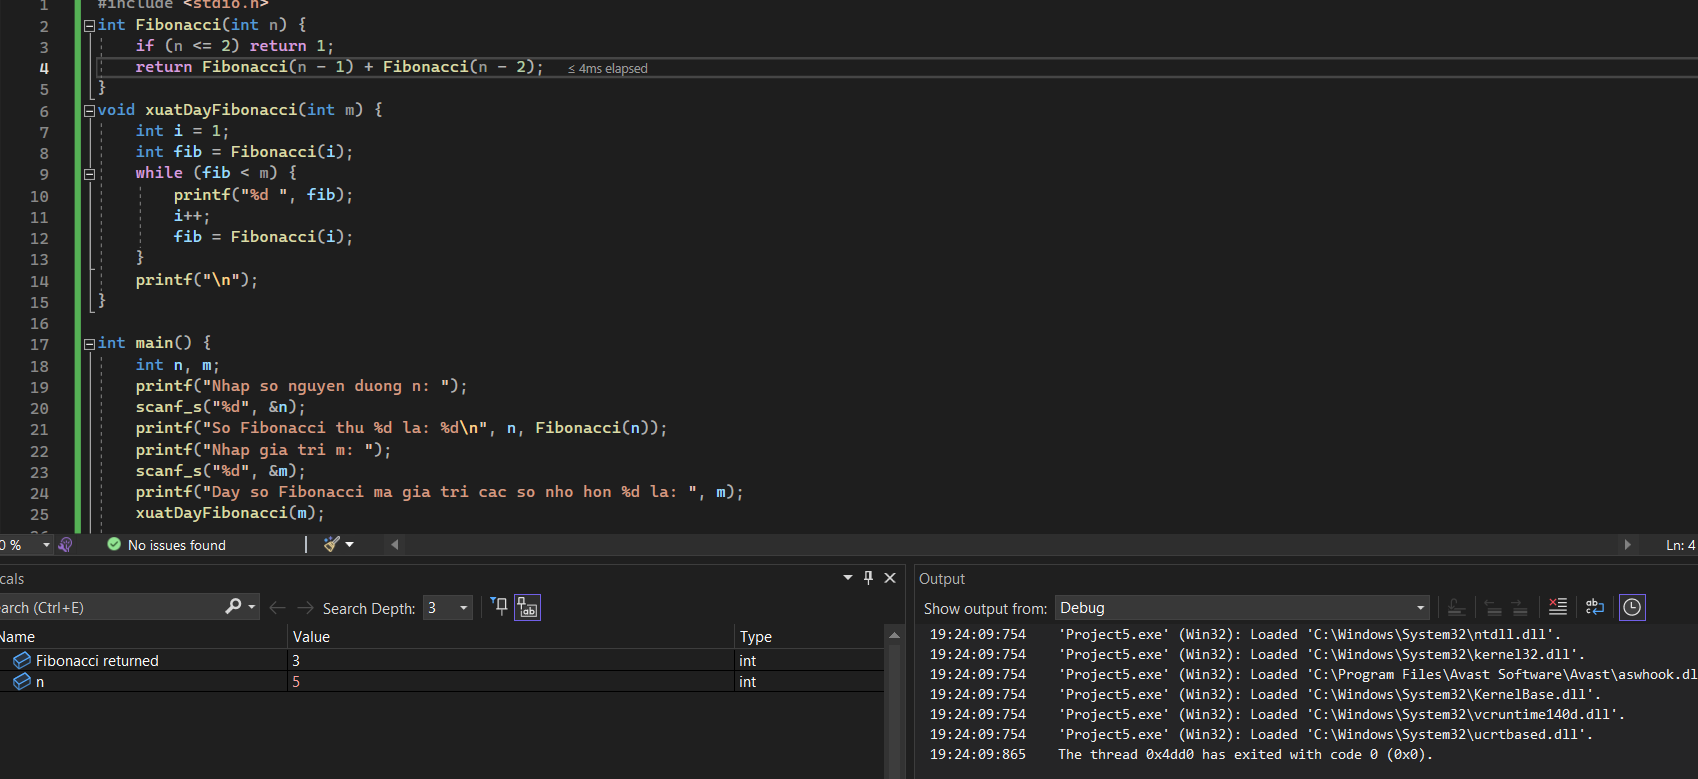 1 #include <stdio.h>
2 int Fibonacci(int n) {
3 if (n <= 2) return 1;
4 return Fibonacci(n - 1) + Fibonacci(n - 2); ≤ 4ms elapsed
5 }
6 void xuatDayFibonacci(int m) {
7 int i = 1;
8 int fib = Fibonacci(i);
9 while (fib < m) {
10 printf("%d ", fib);
11 i++;
12 fib = Fibonacci(i);
13 }
14 printf("\n");
15 }
16
17 int main() {
18 int n, m;
19 printf("Nhap so nguyen duong n: ");
20 scanf_s("%d", &n);
21 printf("So Fibonacci thu %d la: %d\n", n, Fibonacci(n));
22 printf("Nhap gia tri m: ");
23 scanf_s("%d", &m);
24 printf("Day so Fibonacci ma gia tri cac so nho hon %d la: ", m);
25 xuatDayFibonacci(m);
0 % No issues found Ln: 4
cals
earch (Ctrl+E) Search Depth: 3
Name Value Type
Fibonacci returned 3 int
n 5 int
Output
Show output from: Debug
19:24:09:754 'Project5.exe' (Win32): Loaded 'C:\Windows\System32\ntdll.dll'.
19:24:09:754 'Project5.exe' (Win32): Loaded 'C:\Windows\System32\kernel32.dll'.
19:24:09:754 'Project5.exe' (Win32): Loaded 'C:\Program Files\Avast Software\Avast\aswhook.dl
19:24:09:754 'Project5.exe' (Win32): Loaded 'C:\Windows\System32\KernelBase.dll'.
19:24:09:754 'Project5.exe' (Win32): Loaded 'C:\Windows\System32\vcruntime140d.dll'.
19:24:09:754 'Project5.exe' (Win32): Loaded 'C:\Windows\System32\ucrtbased.dll'.
19:24:09:865 The thread 0x4dd0 has exited with code 0 (0x0).